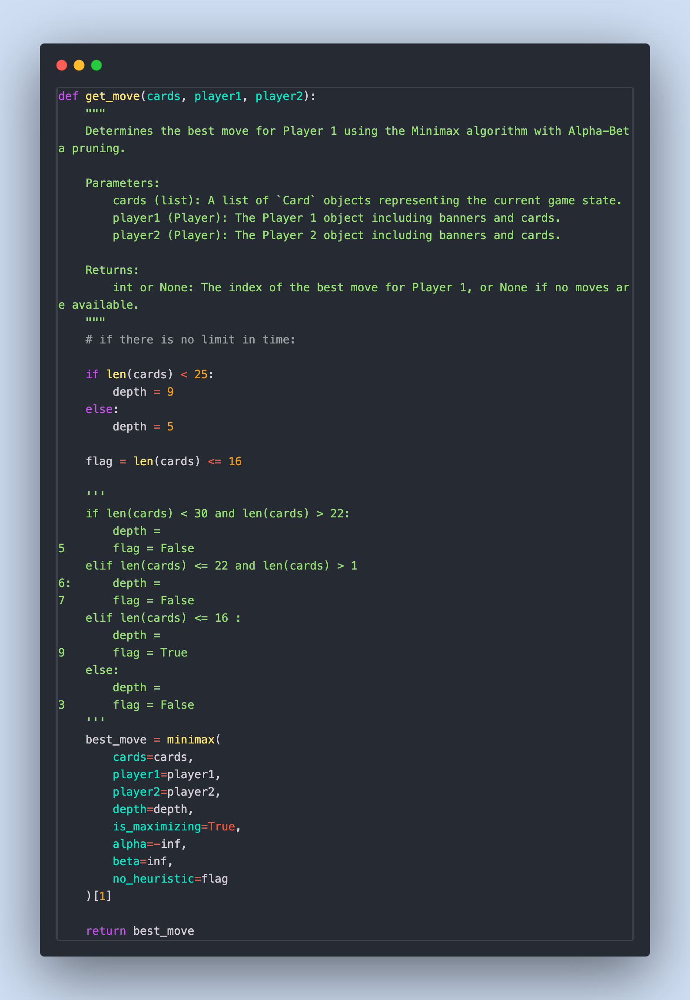 def get_move(cards, player1, player2):
    """
    Determines the best move for Player 1 using the Minimax algorithm with Alpha-Bet
a pruning.

    Parameters:
        cards (list): A list of `Card` objects representing the current game state.
        player1 (Player): The Player 1 object including banners and cards.
        player2 (Player): The Player 2 object including banners and cards.

    Returns:
        int or None: The index of the best move for Player 1, or None if no moves ar
e available.
    """
    # if there is no limit in time:

    if len(cards) < 25:
        depth = 9
    else:
        depth = 5

    flag = len(cards) <= 16

    '''
    if len(cards) < 30 and len(cards) > 22:
        depth =
5       flag = False
    elif len(cards) <= 22 and len(cards) > 1
6:      depth =
7       flag = False
    elif len(cards) <= 16 :
        depth =
9       flag = True
    else:
        depth =
3       flag = False
    '''
    best_move = minimax(
        cards=cards,
        player1=player1,
        player2=player2,
        depth=depth,
        is_maximizing=True,
        alpha=-inf,
        beta=inf,
        no_heuristic=flag
    )[1]

    return best_move